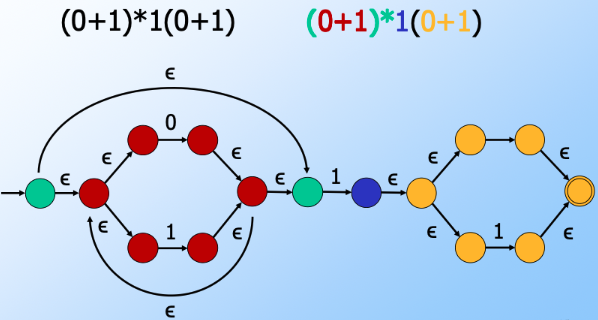 (0+1)*1(0+1) (0+1)*1(0+1)
ϵ
0
ϵ ϵ ϵ ϵ
ϵ ϵ 1 ϵ
ϵ 1 ϵ ϵ 1 ϵ
ϵ